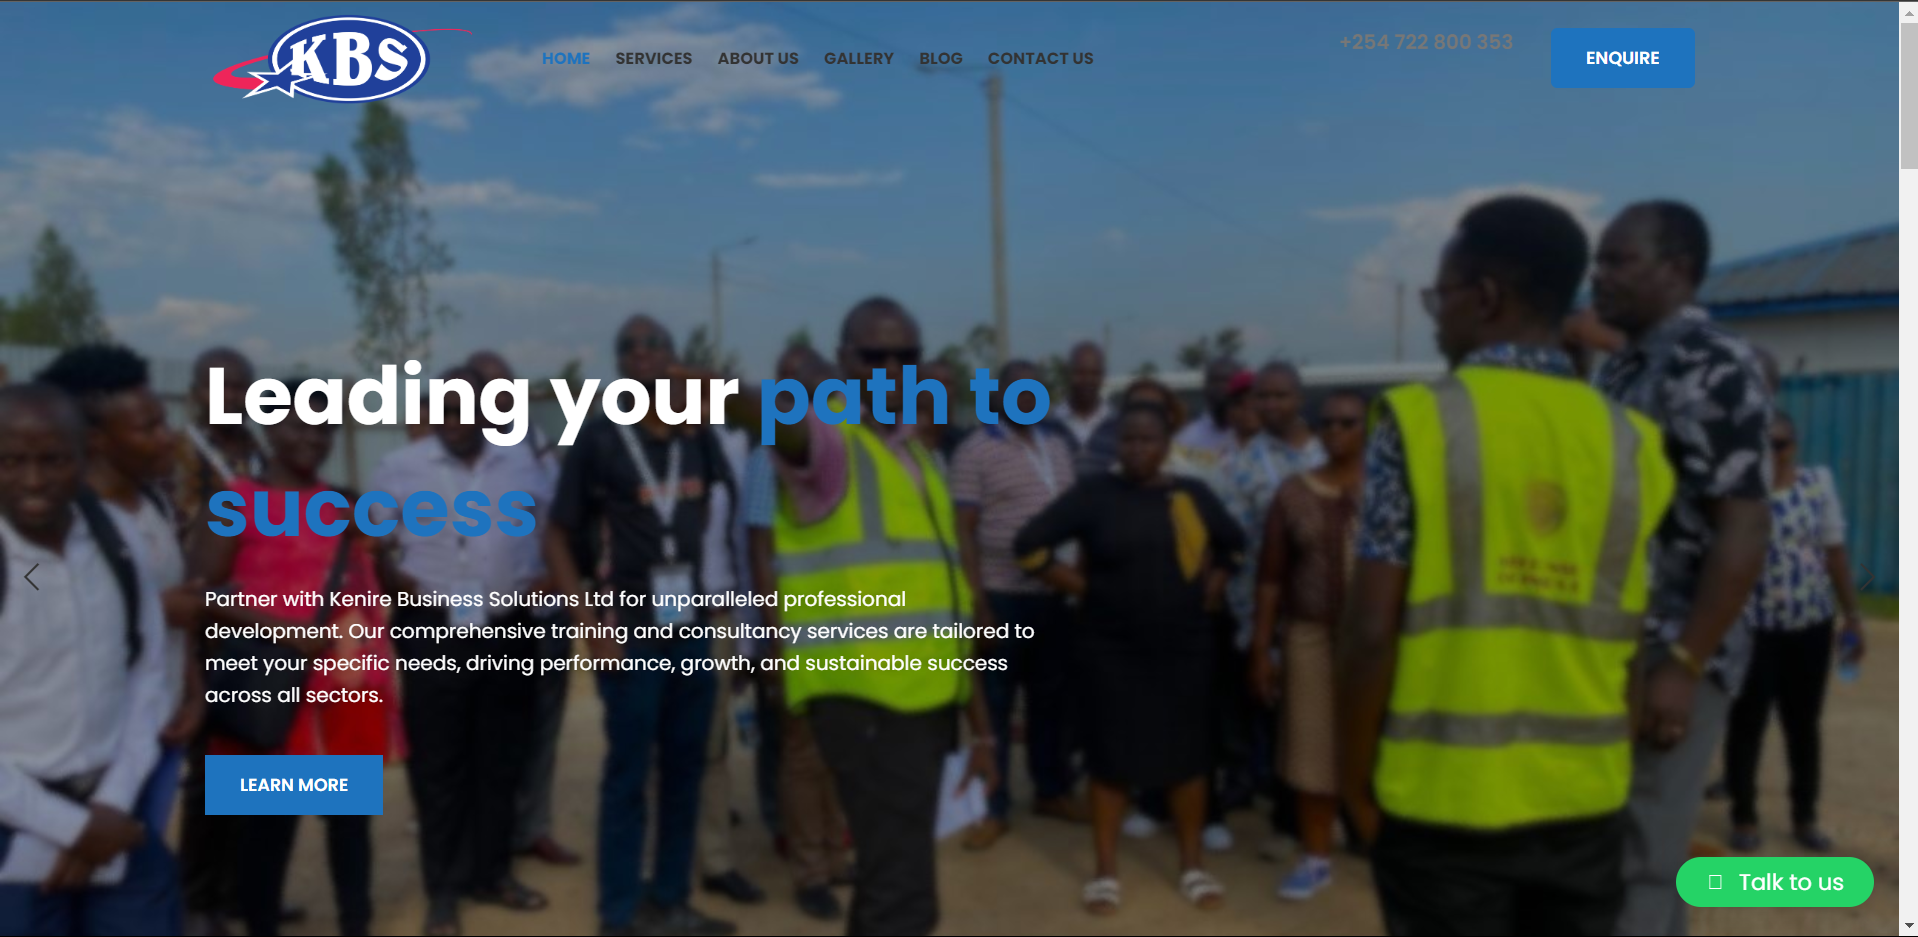 KBS
HOME SERVICES ABOUT US GALLERY BLOG CONTACT US
+254 722 800 353
ENQUIRE
Leading your path to
success
Partner with Kenire Business Solutions Ltd for unparalleled professional
development. Our comprehensive training and consultancy services are tailored to
meet your specific needs, driving performance, growth, and sustainable success
across all sectors.
LEARN MORE
Talk to us